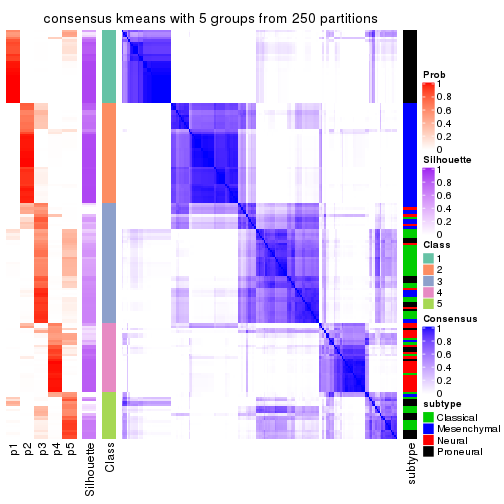 consensus kmeans with 5 groups from 250 partitions
Prob
1
0.8
0.6
0.4
0.2
0
Silhouette
1
0.8
0.6
0.4
0.2
0
Class
1
2
3
4
5
Consensus
1
0.8
0.6
0.4
0.2
0
subtype
Classical
Mesenchymal
Neural
Proneural
p1
p2
p3
p4
p5
Silhouette
Class
subtype